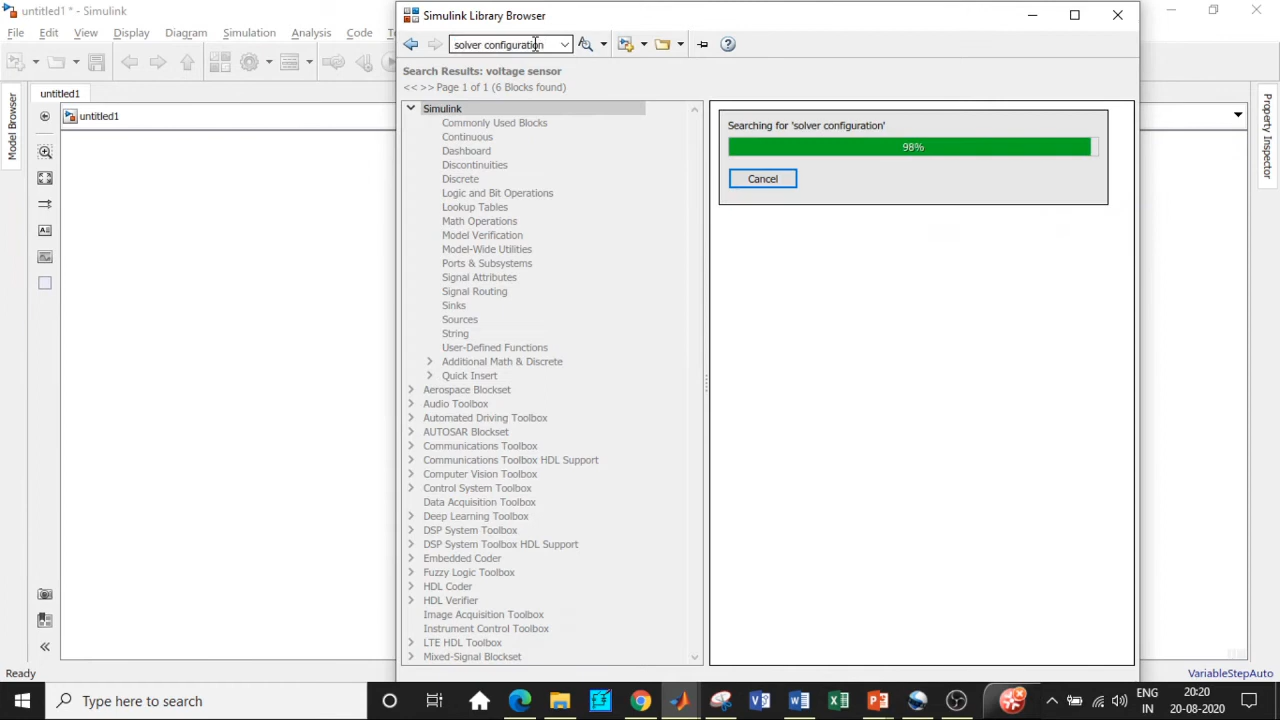 untitled1 * - Simulink
File Edit View Display Diagram Simulation Analysis Code
untitled1
untitled1
Model Browser
Simulink Library Browser
solver configuration
Search Results: voltage sensor
<< >> Page 1 of 1 (6 Blocks found)
Simulink
Commonly Used Blocks
Continuous
Dashboard
Discontinuities
Discrete
Logic and Bit Operations
Lookup Tables
Math Operations
Model Verification
Model-Wide Utilities
Ports & Subsystems
Signal Attributes
Signal Routing
Sinks
Sources
String
User-Defined Functions
Additional Math & Discrete
Quick Insert
Aerospace Blockset
Audio Toolbox
Automated Driving Toolbox
AUTOSAR Blockset
Communications Toolbox
Communications Toolbox HDL Support
Computer Vision Toolbox
Control System Toolbox
Data Acquisition Toolbox
Deep Learning Toolbox
DSP System Toolbox
DSP System Toolbox HDL Support
Embedded Coder
Fuzzy Logic Toolbox
HDL Coder
HDL Verifier
Image Acquisition Toolbox
Instrument Control Toolbox
LTE HDL Toolbox
Mixed-Signal Blockset
Searching for 'solver configuration'
98%
Cancel
Property Inspector
Ready
VariableStepAuto
Type here to search
ENG
IN
20:20
20-08-2020